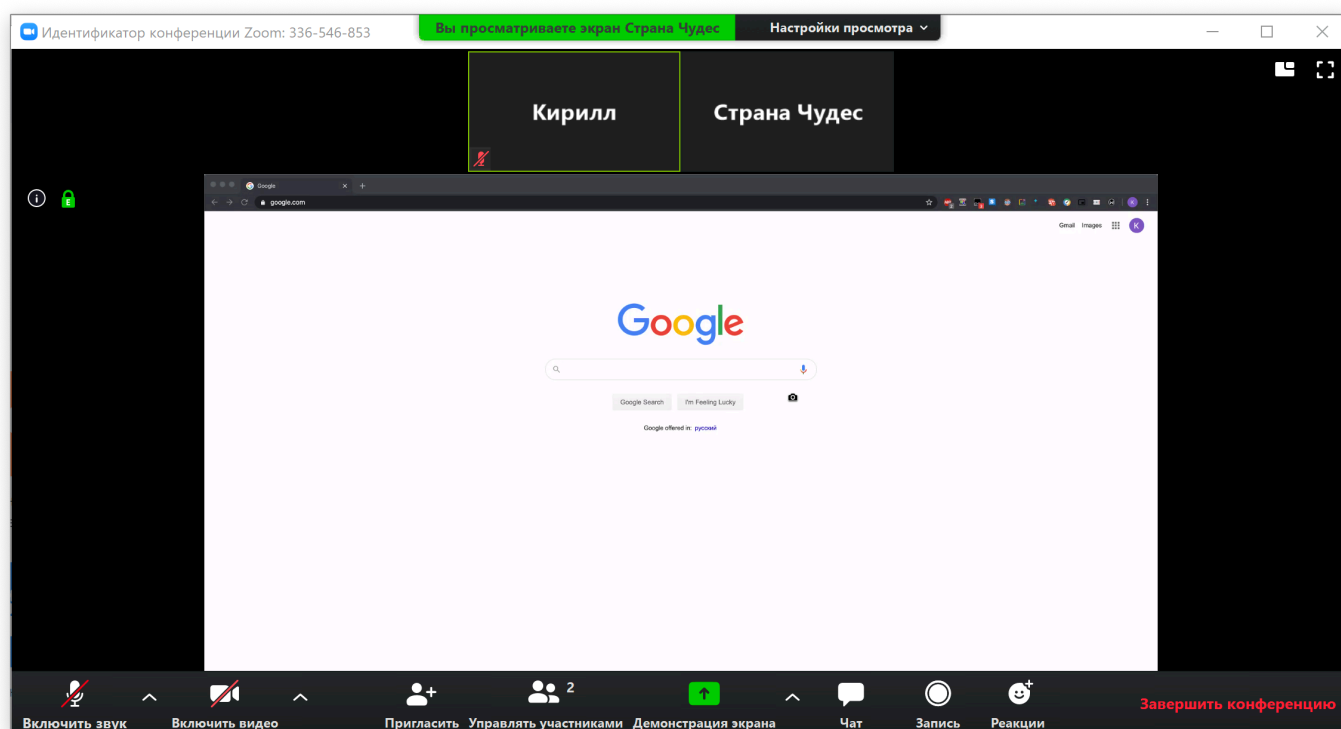 Идентификатор конференции Zoom: 336-546-853
Вы просматриваете экран Страна Чудес
Настройки просмотра
Кирилл
Страна Чудес
E
Google
google.com
K
Gmail Images
K
Google
Google Search
I'm Feeling Lucky
Google offered in: русский
2
Включить звук
Включить видео
Пригласить
Управлять участниками
Демонстрация экрана
Чат
Запись
Реакции
Завершить конференцию